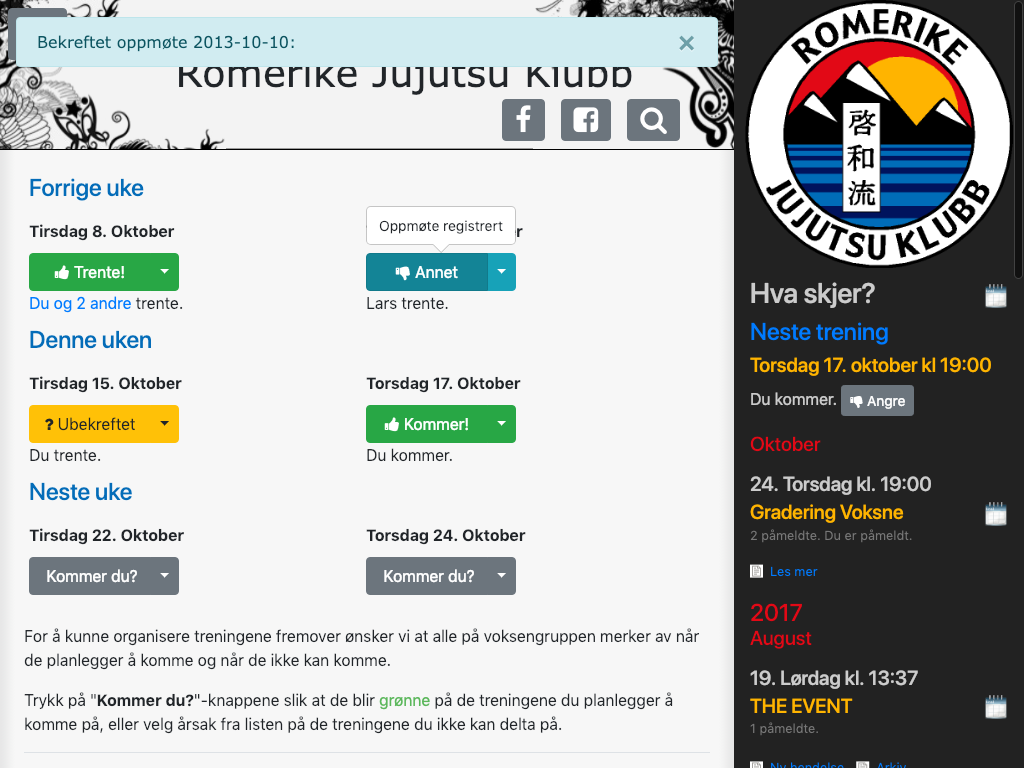 Bekreftet oppmøte 2013-10-10:
×
Romerike Jujutsu Klubb
Forrige uke
Tirsdag 8. Oktober
Oppmøte registrert
r
Trente!
Annet
Du og 2 andre trente.
Lars trente.
Denne uken
Tirsdag 15. Oktober
Torsdag 17. Oktober
? Ubekreftet
Kommer!
Du trente.
Du kommer.
Neste uke
Tirsdag 22. Oktober
Torsdag 24. Oktober
Kommer du?
Kommer du?
For å kunne organisere treningene fremover ønsker vi at alle på voksengruppen merker av når
de planlegger å komme og når de ikke kan komme.
Trykk på "Kommer du?"-knappene slik at de blir grønne på de treningene du planlegger å
komme på, eller velg årsak fra listen på de treningene du ikke kan delta på.
ROMERIKE
啓和流
JUJUTSU KLUBB
Hva skjer?
Neste trening
Torsdag 17. oktober kl 19:00
Du kommer. Angre
Oktober
24. Torsdag kl. 19:00
Gradering Voksne
2 påmeldte. Du er påmeldt.
Les mer
2017
August
19. Lørdag kl. 13:37
THE EVENT
1 påmeldte.
Ny hendelse Arkiv